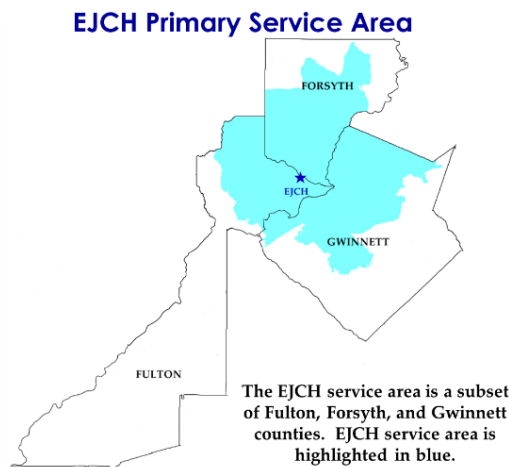 EJCH Primary Service Area
FORSYTH
EJCH
GWINNETT
FULTON
The EJCH service area is a subset
of Fulton, Forsyth, and Gwinnett
counties.  EJCH service area is
highlighted in blue.